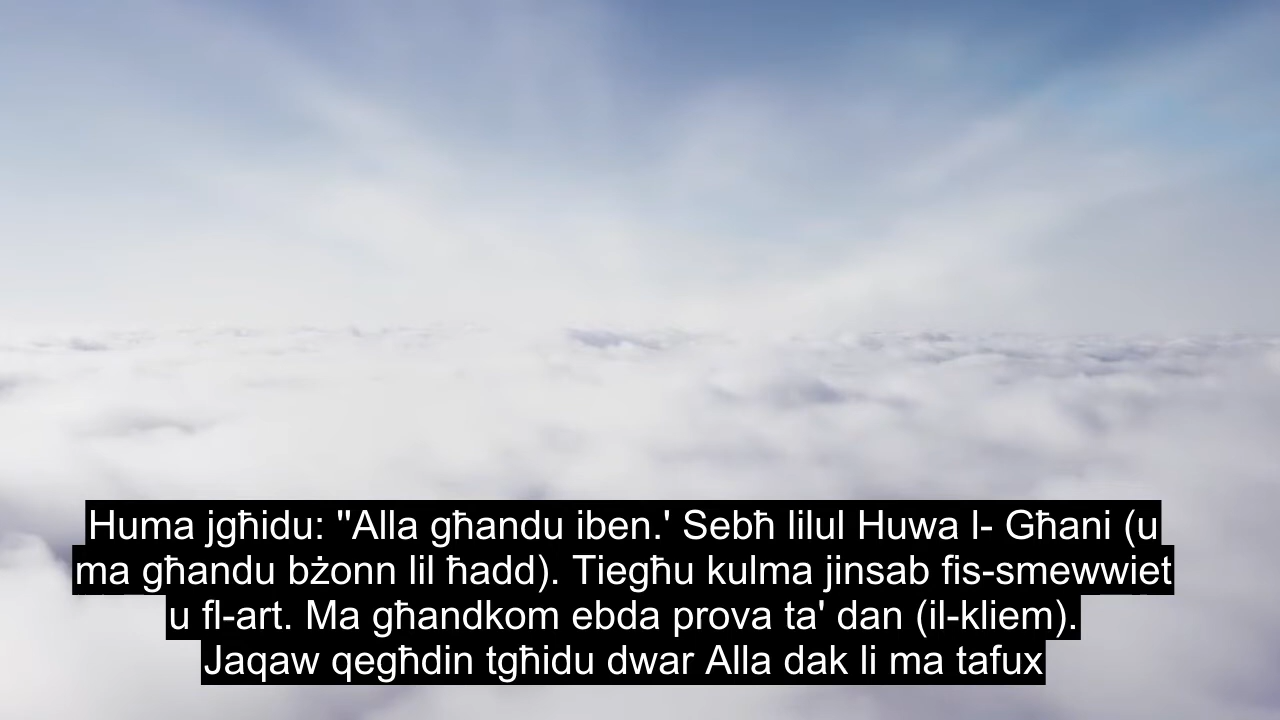 Huma jgħidu: "Alla għandu iben.' Sebħ lilul Huwa l- Għani (u
ma għandu bżonn lil ħadd). Tiegħu kulma jinsab fis-smewwiet
u fl-art. Ma għandkom ebda prova ta' dan (il-kliem).
Jaqaw qegħdin tgħidu dwar Alla dak li ma tafux